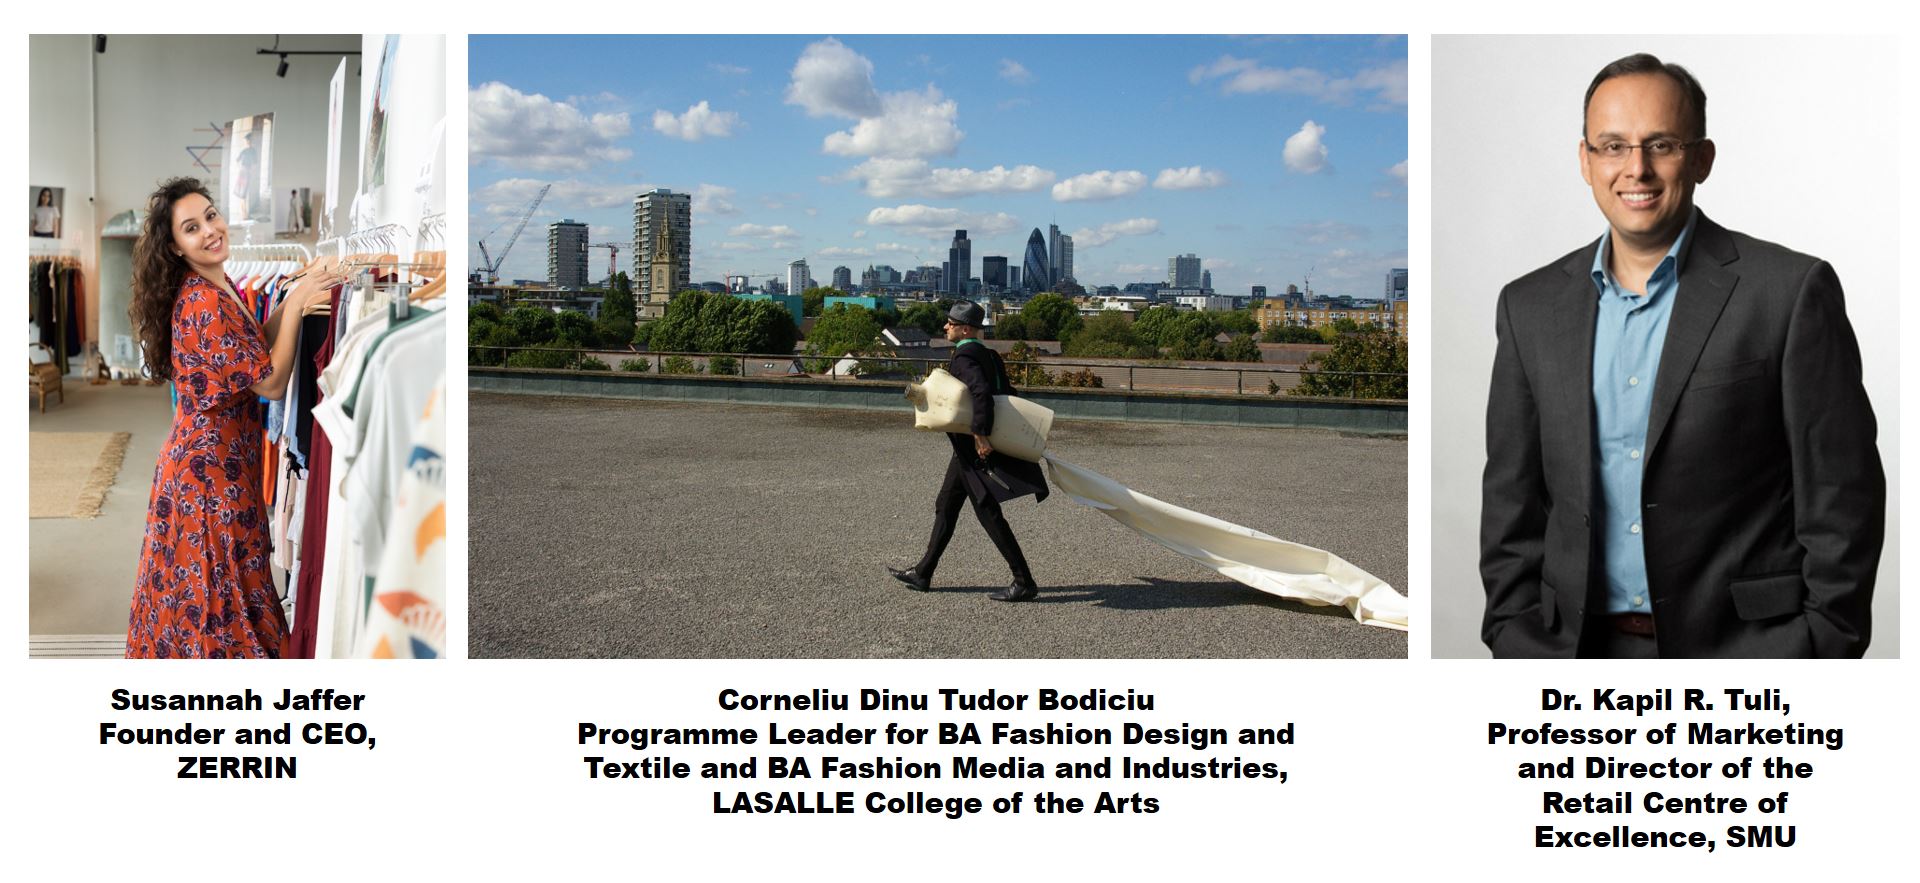 Susannah Jaffer
Founder and CEO,
ZERRIN
Corneliu Dinu Tudor Bodiciu
Programme Leader for BA Fashion Design and
Textile and BA Fashion Media and Industries,
LASALLE College of the Arts
Dr. Kapil R. Tuli,
Professor of Marketing
and Director of the
Retail Centre of
Excellence, SMU